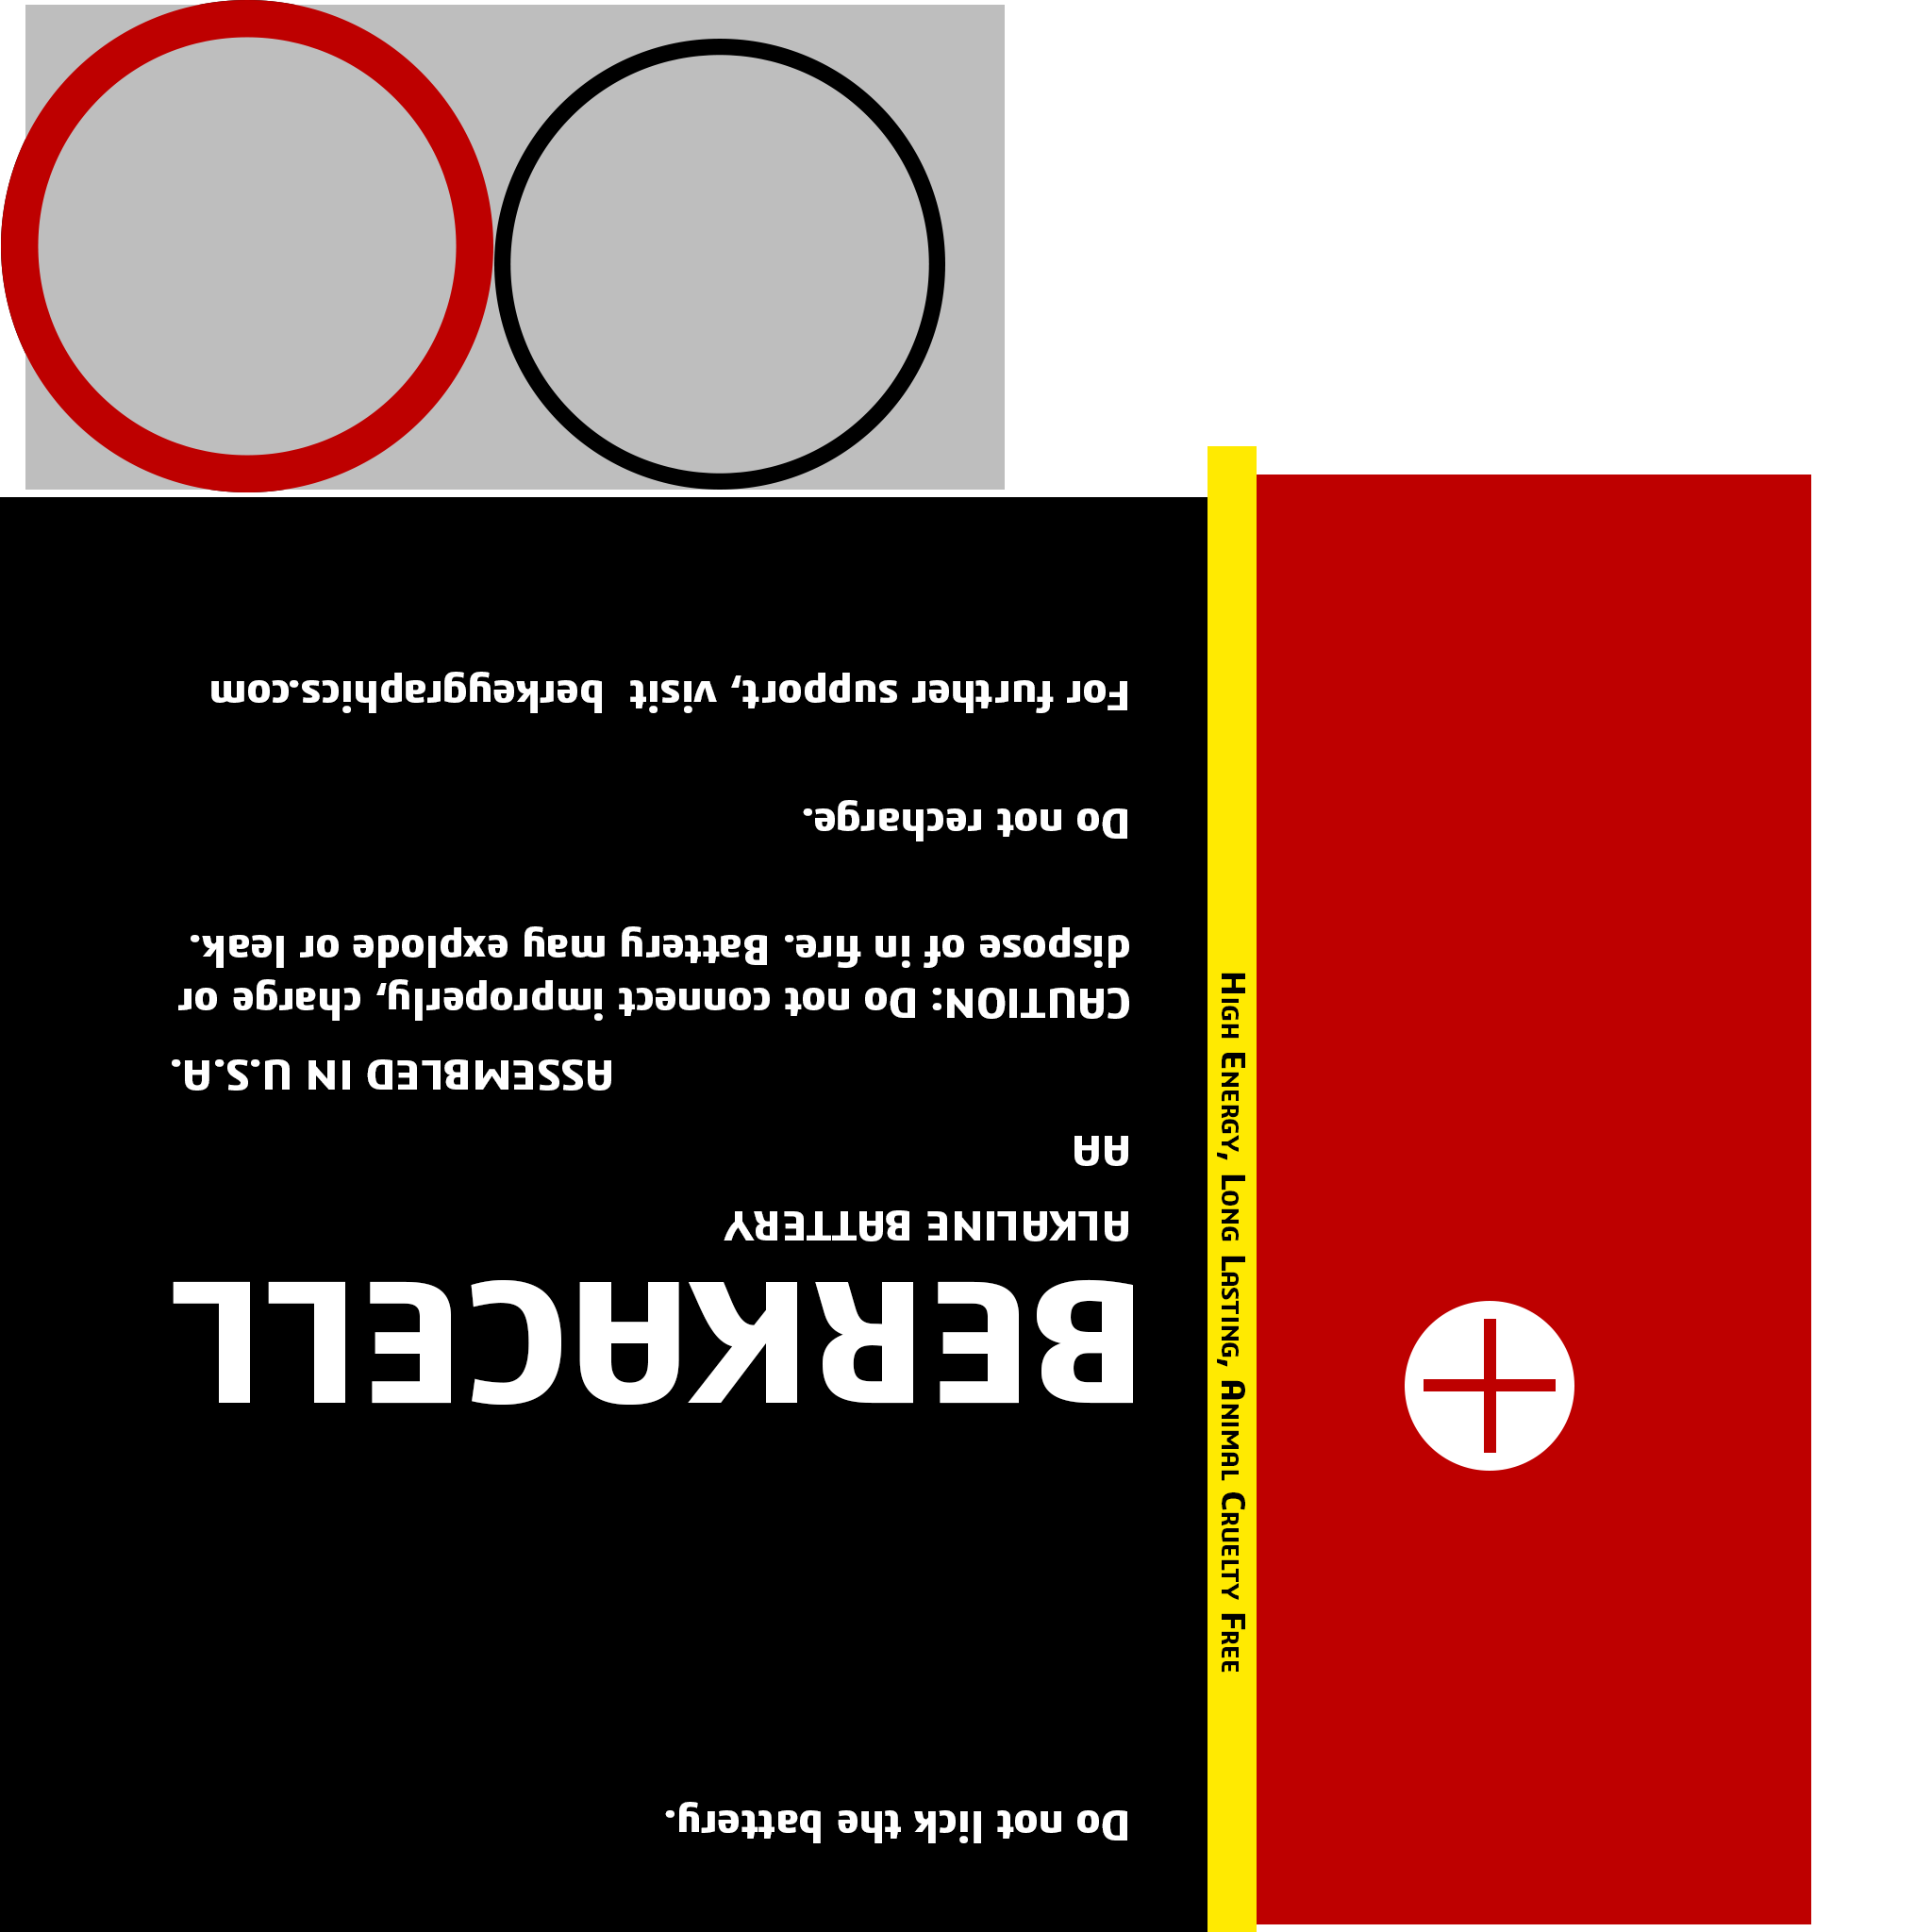 Do not lick the battery.
BERKACELL
ALKALINE BATTERY
AA
ASSEMBLED IN U.S.A.
CAUTION: Do not connect improperly, charge or
dispose of in fire. Battery may explode or leak.
Do not recharge.
For further support, visit berkeygraphics.com
High Energy, Long Lasting, Animal Cruelty Free